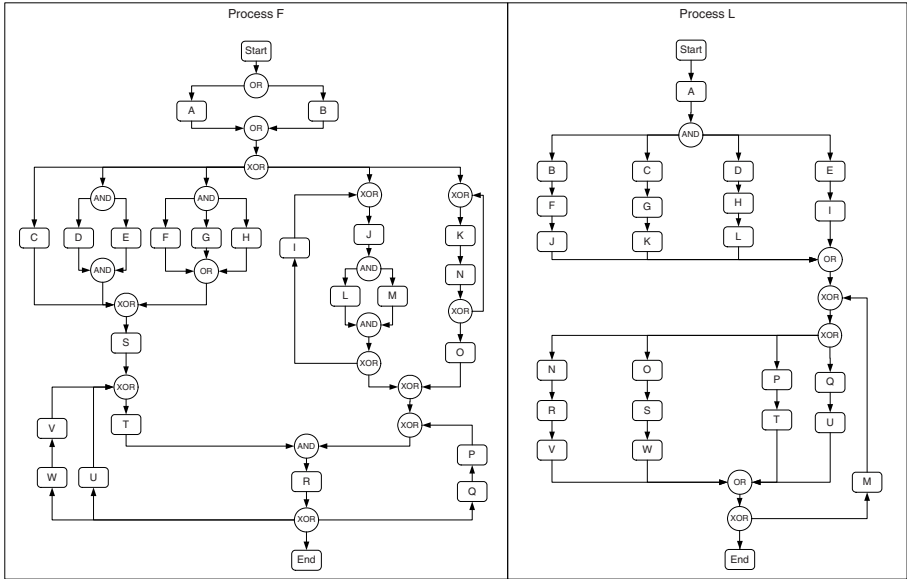 Process F
Start
OR
A B
OR
XOR
AND AND XOR XOR
C D E F G H I J K
AND OR AND N
L M
XOR AND XOR
S XOR O
XOR XOR
V T XOR
W U AND P
R Q
XOR
End
Process L
Start
A
AND
B C D E
F G H I
J K L
OR
XOR
XOR
N O P Q
R S T U
V W
OR M
XOR
End